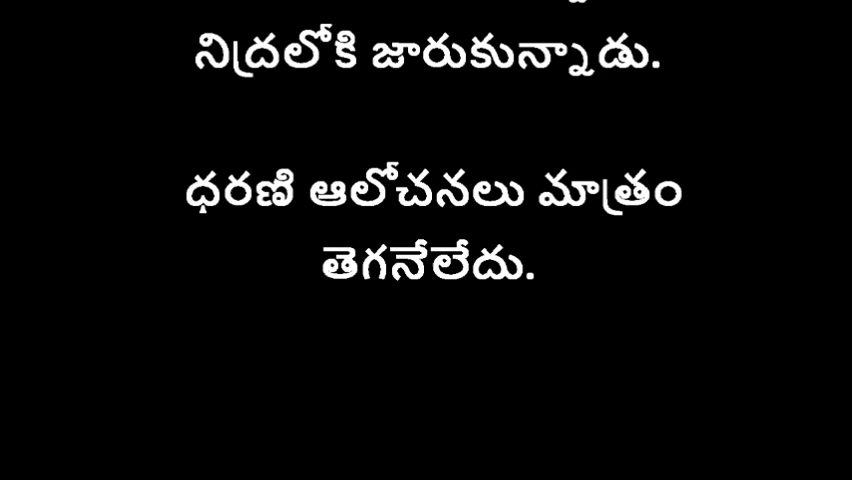 నిద్రలోకి జారుకున్నాడు.
ధరణి ఆలోచనలు మాత్రం
తెగనేలేదు.